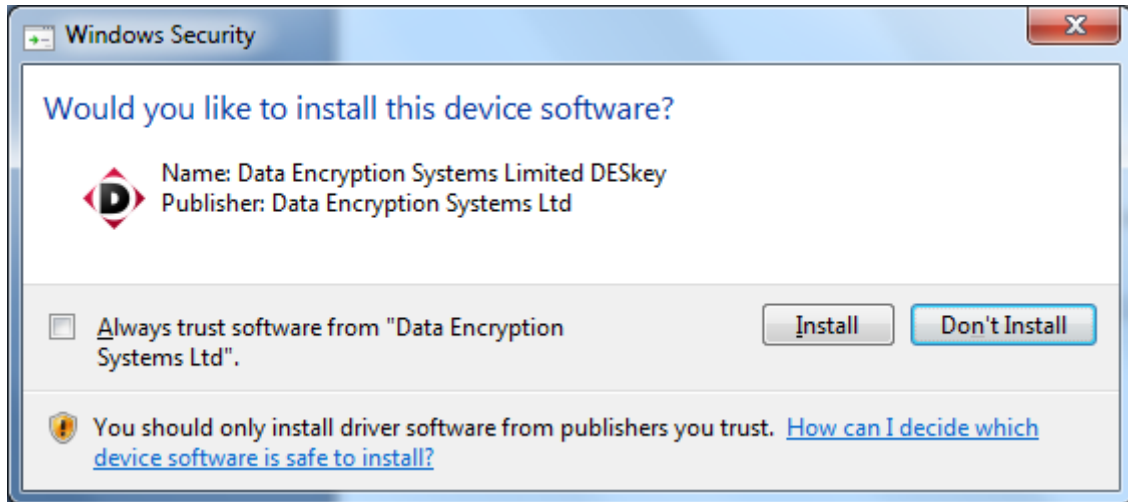 Windows Security
Would you like to install this device software?
D
Name: Data Encryption Systems Limited DESkey
Publisher: Data Encryption Systems Ltd
Always trust software from "Data Encryption
Systems Ltd".
Install
Don't Install
You should only install driver software from publishers you trust. How can I decide which
device software is safe to install?